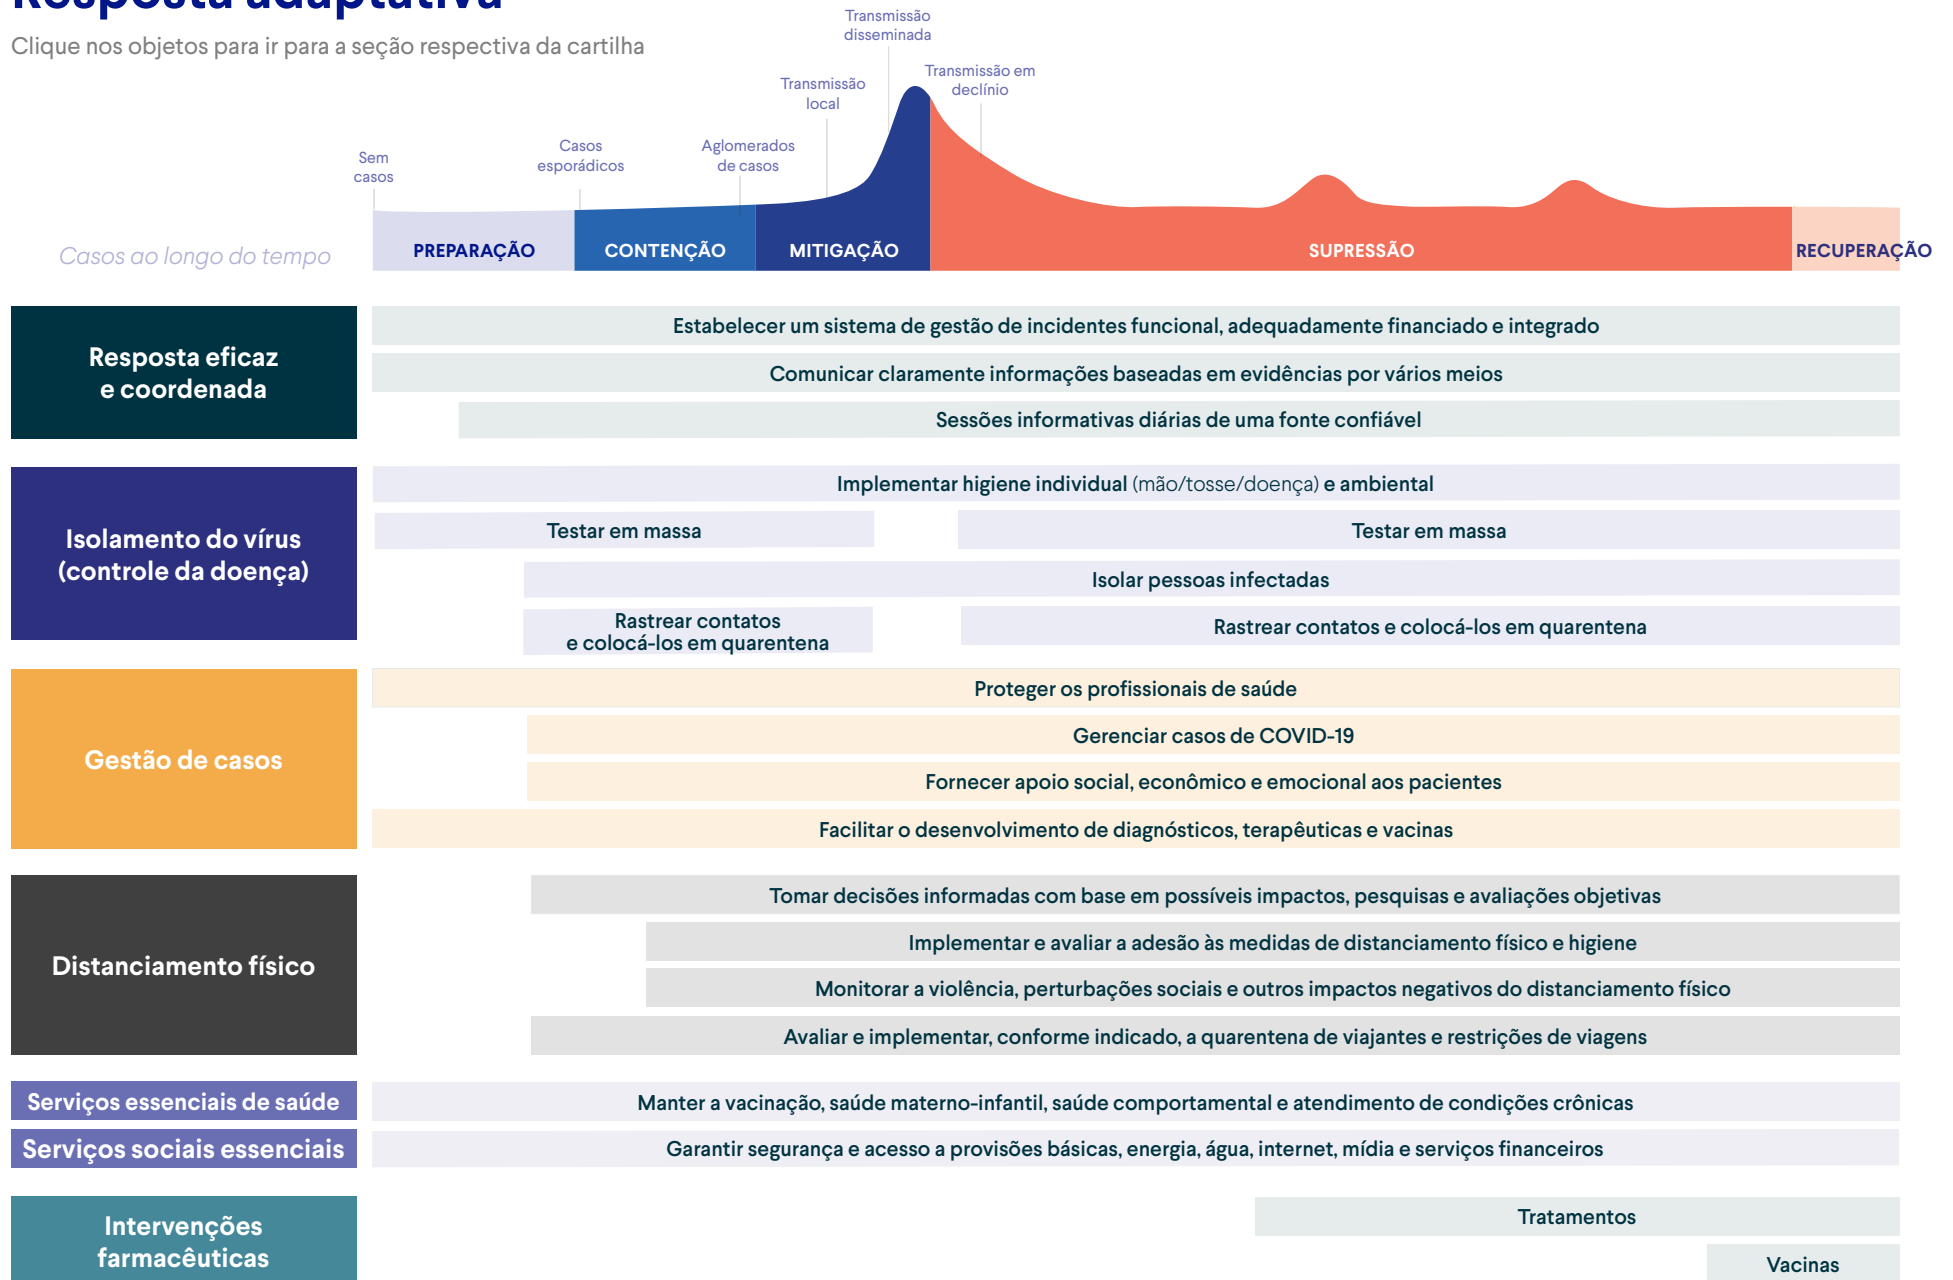 Resposta adaptativa
Clique nos objetos para ir para a seção respectiva da cartilha
Transmissão
disseminada
Transmissão em
declínio
Transmissão
local
Casos
esporádicos
Aglomerados
de casos
Sem
casos
Casos ao longo do tempo
PREPARAÇÃO
CONTENÇÃO
MITIGAÇÃO
SUPRESSÃO
RECUPERAÇÃO
Resposta eficaz
e coordenada
Estabelecer um sistema de gestão de incidentes funcional, adequadamente financiado e integrado
Comunicar claramente informações baseadas em evidências por vários meios
Sessões informativas diárias de uma fonte confiável
Isolamento do vírus
(controle da doença)
Implementar higiene individual (mão/tosse/doença) e ambiental
Testar em massa
Testar em massa
Isolar pessoas infectadas
Rastrear contatos
e colocá-los em quarentena
Rastrear contatos e colocá-los em quarentena
Gestão de casos
Proteger os profissionais de saúde
Gerenciar casos de COVID-19
Fornecer apoio social, econômico e emocional aos pacientes
Facilitar o desenvolvimento de diagnósticos, terapêuticas e vacinas
Distanciamento físico
Tomar decisões informadas com base em possíveis impactos, pesquisas e avaliações objetivas
Implementar e avaliar a adesão às medidas de distanciamento físico e higiene
Monitorar a violência, perturbações sociais e outros impactos negativos do distanciamento físico
Avaliar e implementar, conforme indicado, a quarentena de viajantes e restrições de viagens
Serviços essenciais de saúde
Manter a vacinação, saúde materno-infantil, saúde comportamental e atendimento de condições crônicas
Serviços sociais essenciais
Garantir segurança e acesso a provisões básicas, energia, água, internet, mídia e serviços financeiros
Intervenções
farmacêuticas
Tratamentos
Vacinas